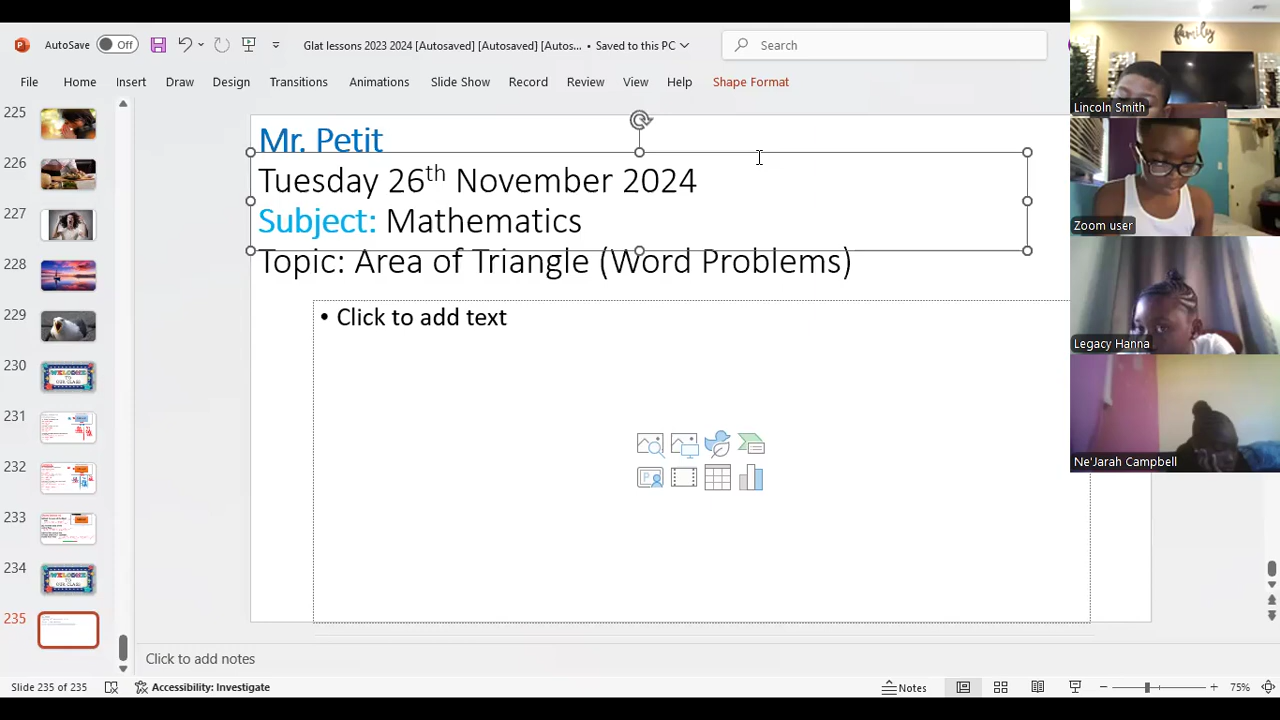 AutoSave Off Glat lessons 2023 2024 [Autosaved] [Autosaved] [Autos... • Saved to this PC Search
File Home Insert Draw Design Transitions Animations Slide Show Record Review View Help Shape Format
225
226
227
228
229
230
231
232
233
234
235
Mr. Petit
Tuesday 26th November 2024
Subject: Mathematics
Topic: Area of Triangle (Word Problems)
• Click to add text
family
Lincoln Smith
Zoom user
Legacy Hanna
Ne'Jarah Campbell
Click to add notes
Slide 235 of 235 Accessibility: Investigate Notes 75%